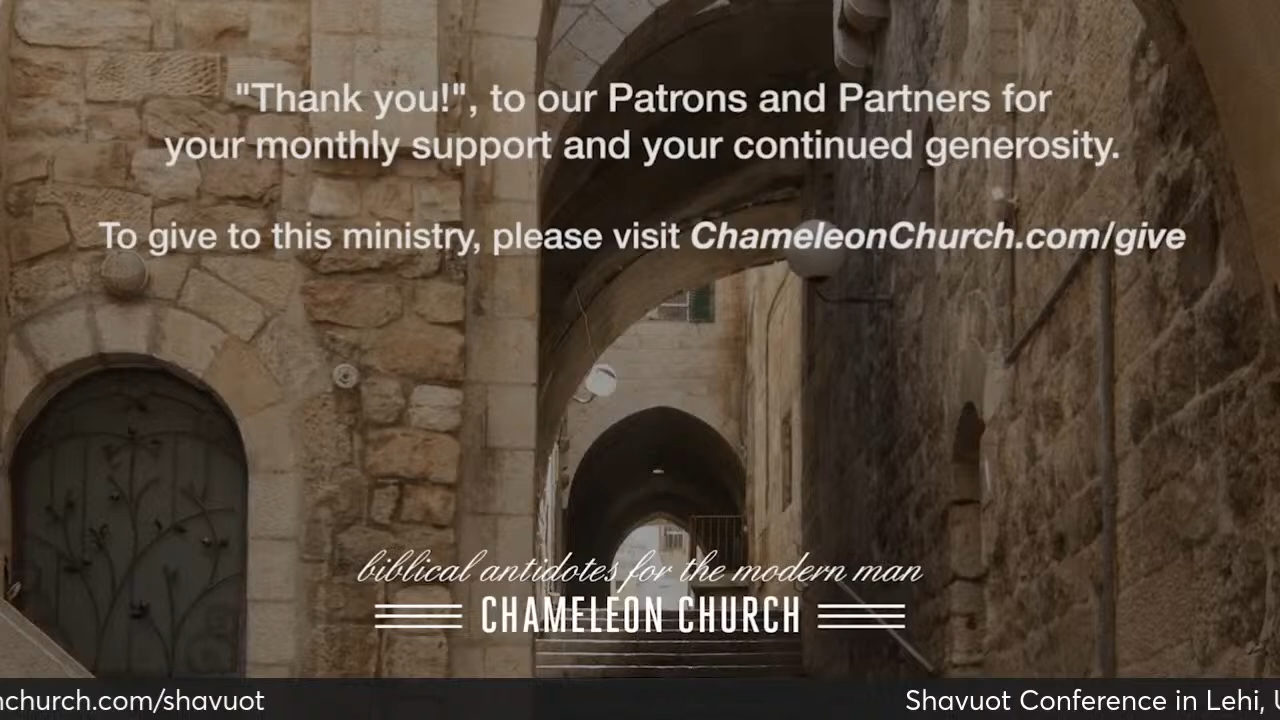 "Thank you!", to our Patrons and Partners for
your monthly support and your continued generosity.
To give to this ministry, please visit ChameleonChurch.com/give
biblical antidotes for the modern man
CHAMELEON CHURCH
nchurch.com/shavuot
Shavuot Conference in Lehi, U